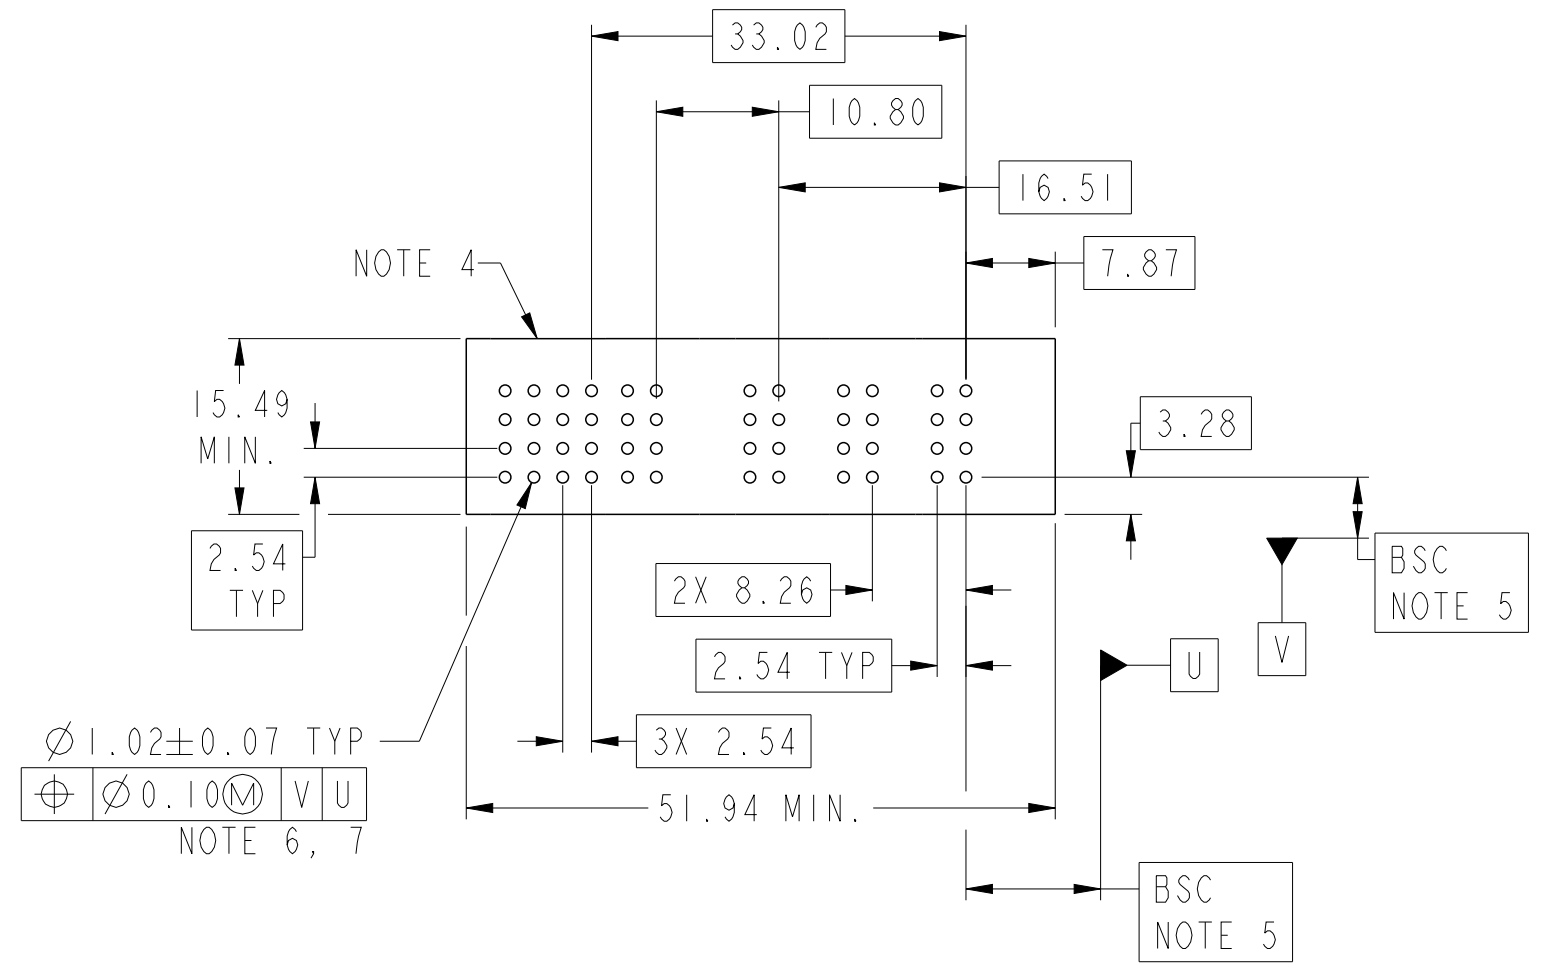 33.02
10.80
16.51
NOTE 4
7.87
15.49
MIN.
3.28
2.54
TYP
2X 8.26
BSC
NOTE 5
V
2.54 TYP
U
Ø1.02±0.07 TYP
3X 2.54
⌖ Ø0.10Ⓜ V U
51.94 MIN.
NOTE 6, 7
BSC
NOTE 5